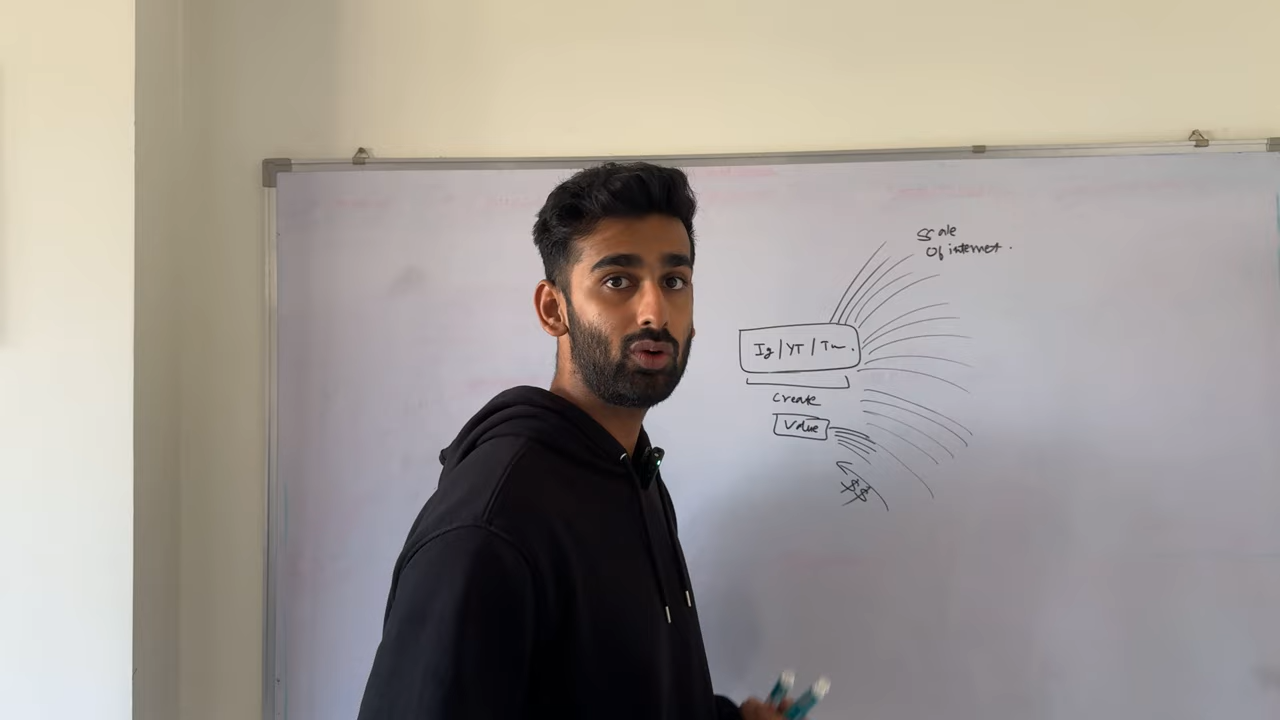 Scale
Of internet.
Ig/YT/Tw.
Create
Value
$$